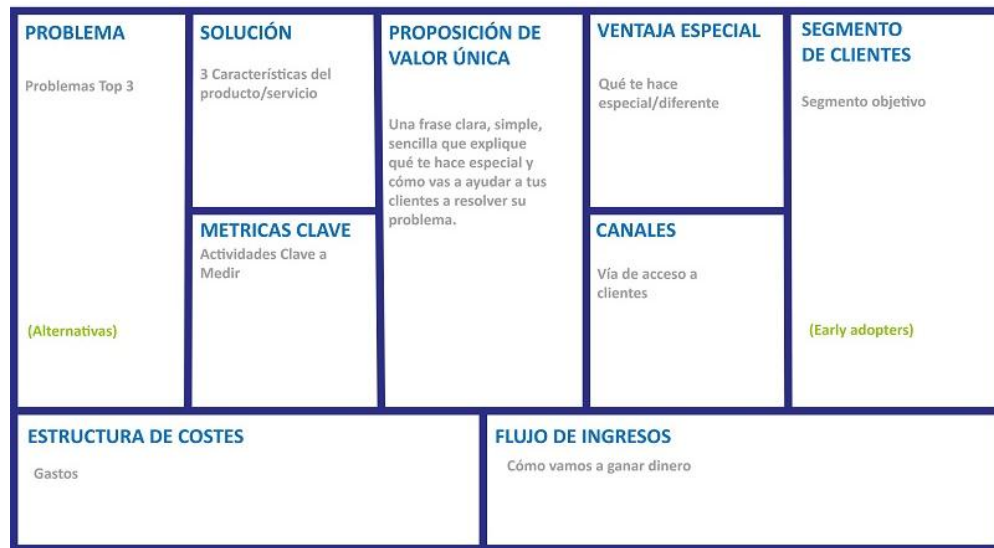 PROBLEMA
Problemas Top 3
(Alternativas)
SOLUCIÓN
3 Características del
producto/servicio
METRICAS CLAVE
Actividades Clave a
Medir
PROPOSICIÓN DE
VALOR ÚNICA
Una frase clara, simple,
sencilla que explique
qué te hace especial y
cómo vas a ayudar a tus
clientes a resolver su
problema.
VENTAJA ESPECIAL
Qué te hace
especial/diferente
CANALES
Vía de acceso a
clientes
SEGMENTO
DE CLIENTES
Segmento objetivo
(Early adopters)
ESTRUCTURA DE COSTES
Gastos
FLUJO DE INGRESOS
Cómo vamos a ganar dinero